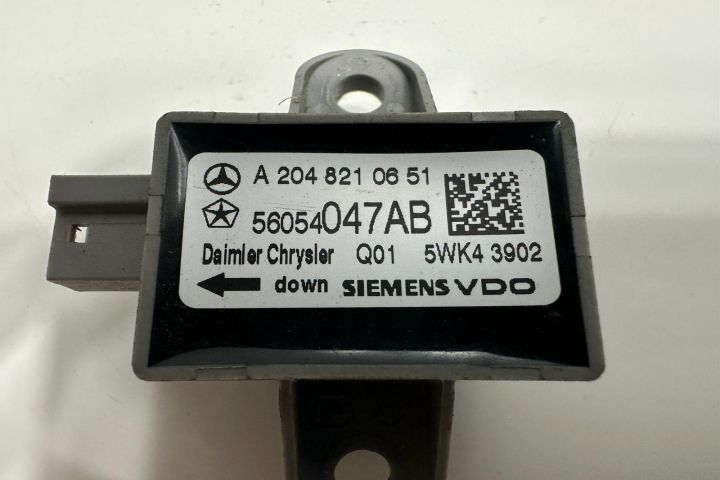 A 204 821 06 51
56054047AB
Daimler Chrysler Q01 5WK4 3902
down SIEMENS VDO